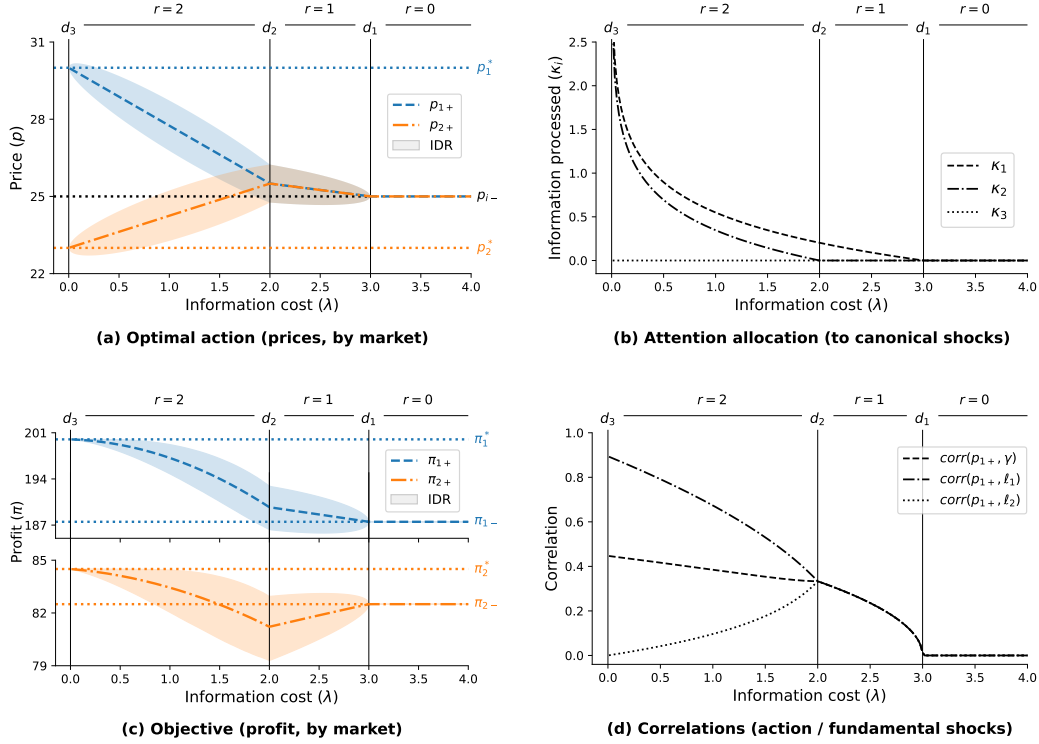 r = 2
r = 1
r = 0
d₃
d₂
d₁
31
28
25
22
Price (p)
p₁*
pᵢ₋
p₂*
p₁₊
p₂₊
IDR
0.0 0.5 1.0 1.5 2.0 2.5 3.0 3.5 4.0
Information cost (λ)
(a) Optimal action (prices, by market)
r = 2
r = 1
r = 0
d₃
d₂
d₁
2.5
2.0
1.5
1.0
0.5
0.0
Information processed (κᵢ)
κ₁
κ₂
κ₃
0.0 0.5 1.0 1.5 2.0 2.5 3.0 3.5 4.0
Information cost (λ)
(b) Attention allocation (to canonical shocks)
r = 2
r = 1
r = 0
d₃
d₂
d₁
201
194
187
85
82
79
Profit (π)
π₁*
π₁₋
π₂*
π₂₋
π₁₊
π₂₊
IDR
0.0 0.5 1.0 1.5 2.0 2.5 3.0 3.5 4.0
Information cost (λ)
(c) Objective (profit, by market)
r = 2
r = 1
r = 0
d₃
d₂
d₁
1.0
0.8
0.6
0.4
0.2
0.0
Correlation
corr(p₁₊, γ)
corr(p₁₊, ℓ₁)
corr(p₁₊, ℓ₂)
0.0 0.5 1.0 1.5 2.0 2.5 3.0 3.5 4.0
Information cost (λ)
(d) Correlations (action / fundamental shocks)